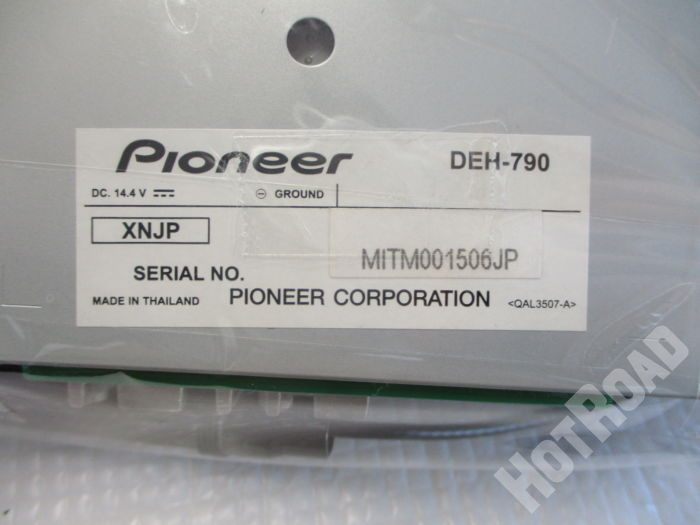 Pioneer DEH-790
DC. 14.4 V ⎓ ⊖ GROUND
XNJP
MITM001506JP
SERIAL NO.
MADE IN THAILAND PIONEER CORPORATION <QAL3507-A>
HOTROAD